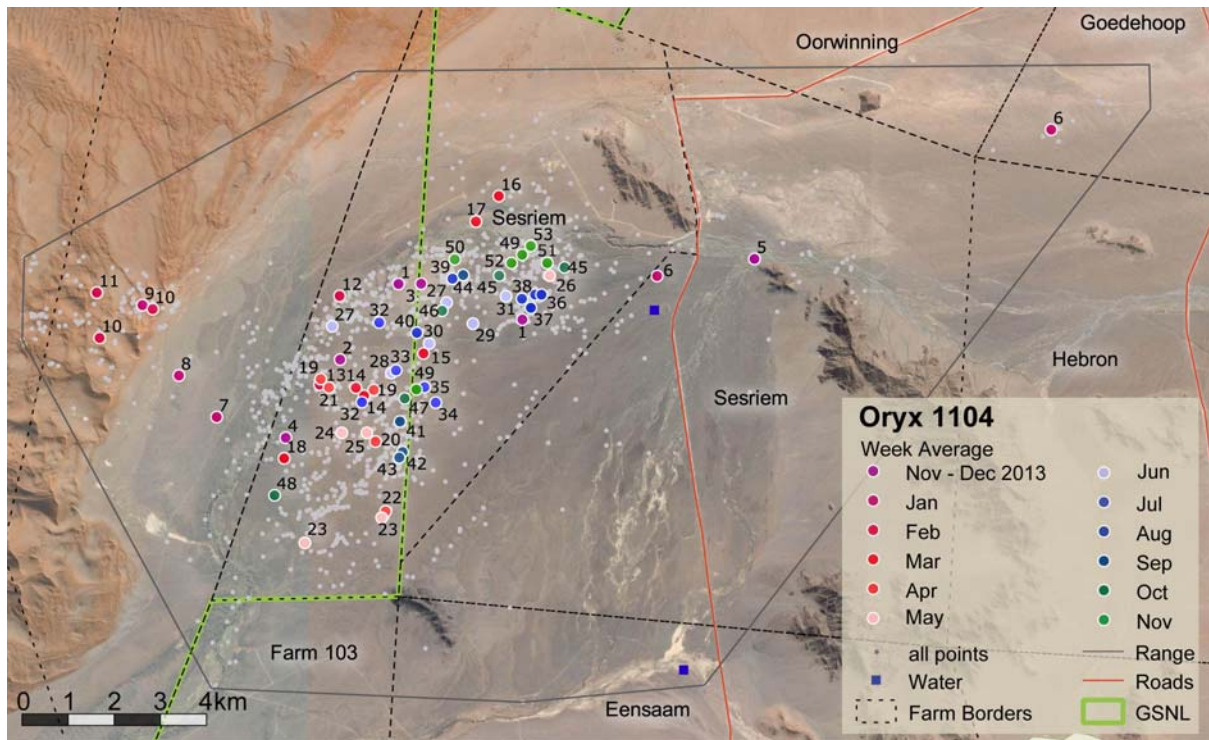 Goedehoop
Oorwinning
6
16
17
Sesriem
53
49
50
51
52
45
5
6
39
44
45
26
11
9
10
12
1
3
27
46
38
36
31
37
1
10
27
32
40
30
29
2
15
8
28
33
19
13
14
21
19
49
35
32
14
47
34
7
Hebron
Sesriem
4
24
25
20
41
18
43
42
48
22
23
23
Farm 103
Eensaam
0 1 2 3 4km
Oryx 1104
Week Average
Nov - Dec 2013
Jan
Feb
Mar
Apr
May
all points
Water
Farm Borders
Jun
Jul
Aug
Sep
Oct
Nov
Range
Roads
GSNL